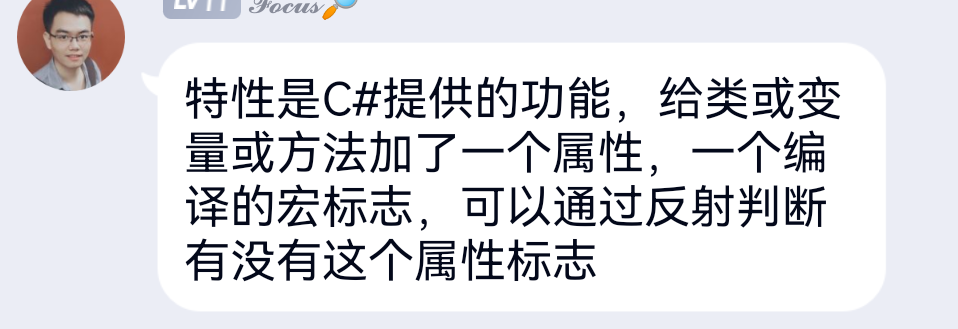 LV11 Focus
特性是C#提供的功能，给类或变
量或方法加了一个属性，一个编
译的宏标志，可以通过反射判断
有没有这个属性标志